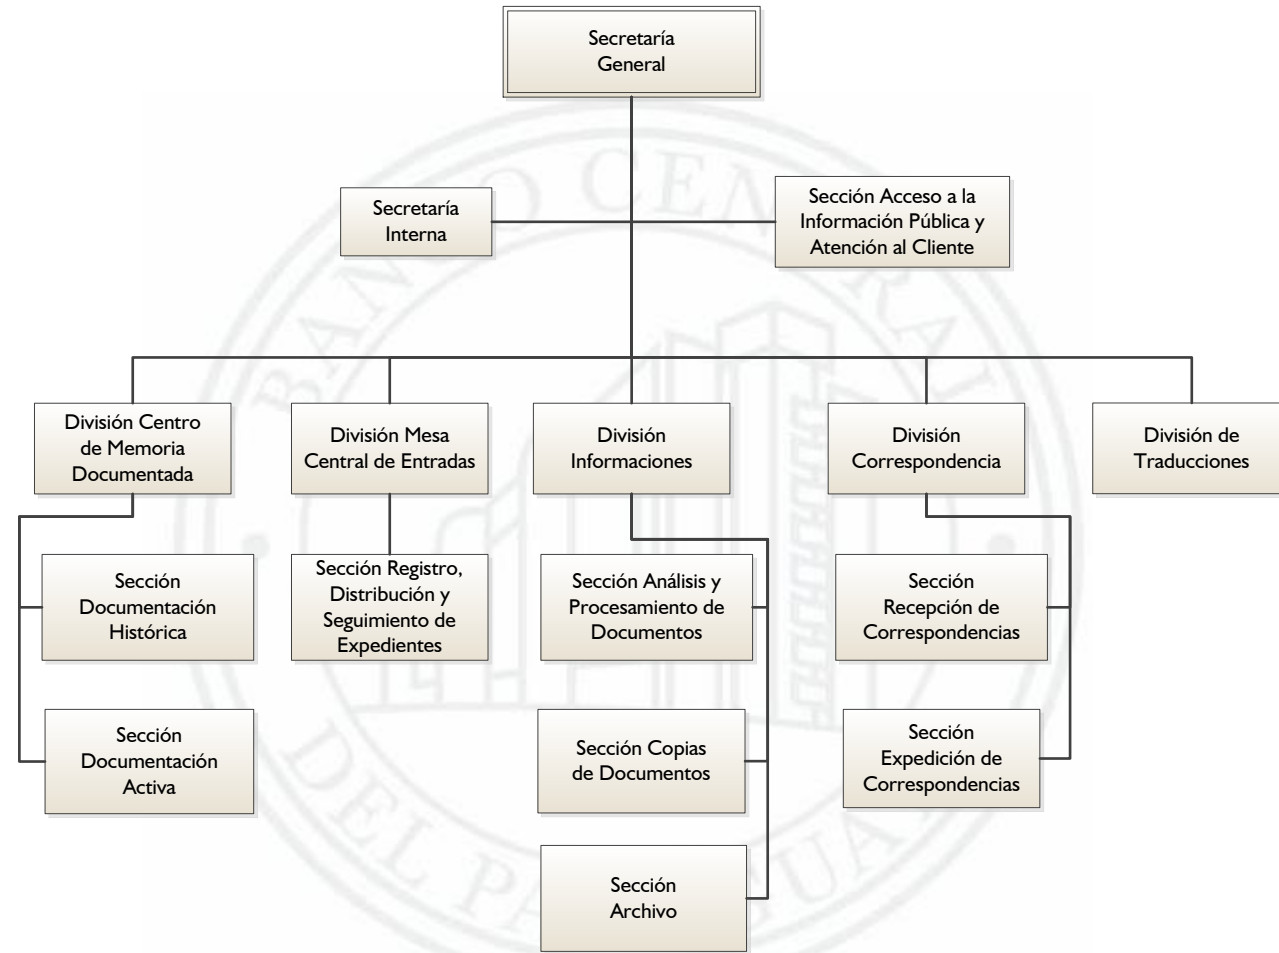 Secretaría
General
Secretaría
Interna
Sección Acceso a la
Información Pública y
Atención al Cliente
División Centro
de Memoria
Documentada
División Mesa
Central de Entradas
División
Informaciones
División
Correspondencia
División de
Traducciones
Sección
Documentación
Histórica
Sección Registro,
Distribución y
Seguimiento de
Expedientes
Sección Análisis y
Procesamiento de
Documentos
Sección
Recepción de
Correspondencias
Sección
Documentación
Activa
Sección Copias
de Documentos
Sección
Expedición de
Correspondencias
Sección
Archivo
BANCO CENTRAL